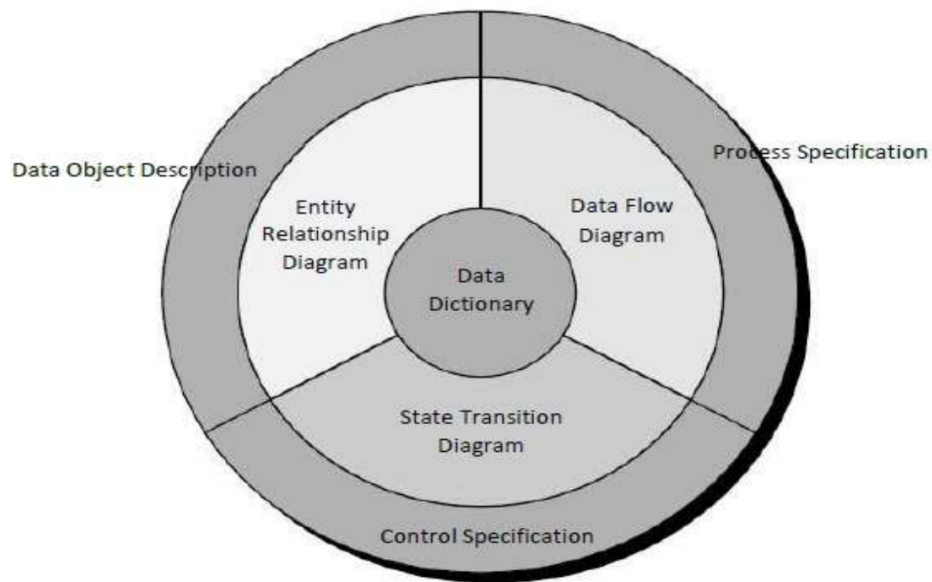 Data Object Description
Process Specification
Entity
Relationship
Diagram
Data Flow
Diagram
Data
Dictionary
State Transition
Diagram
Control Specification